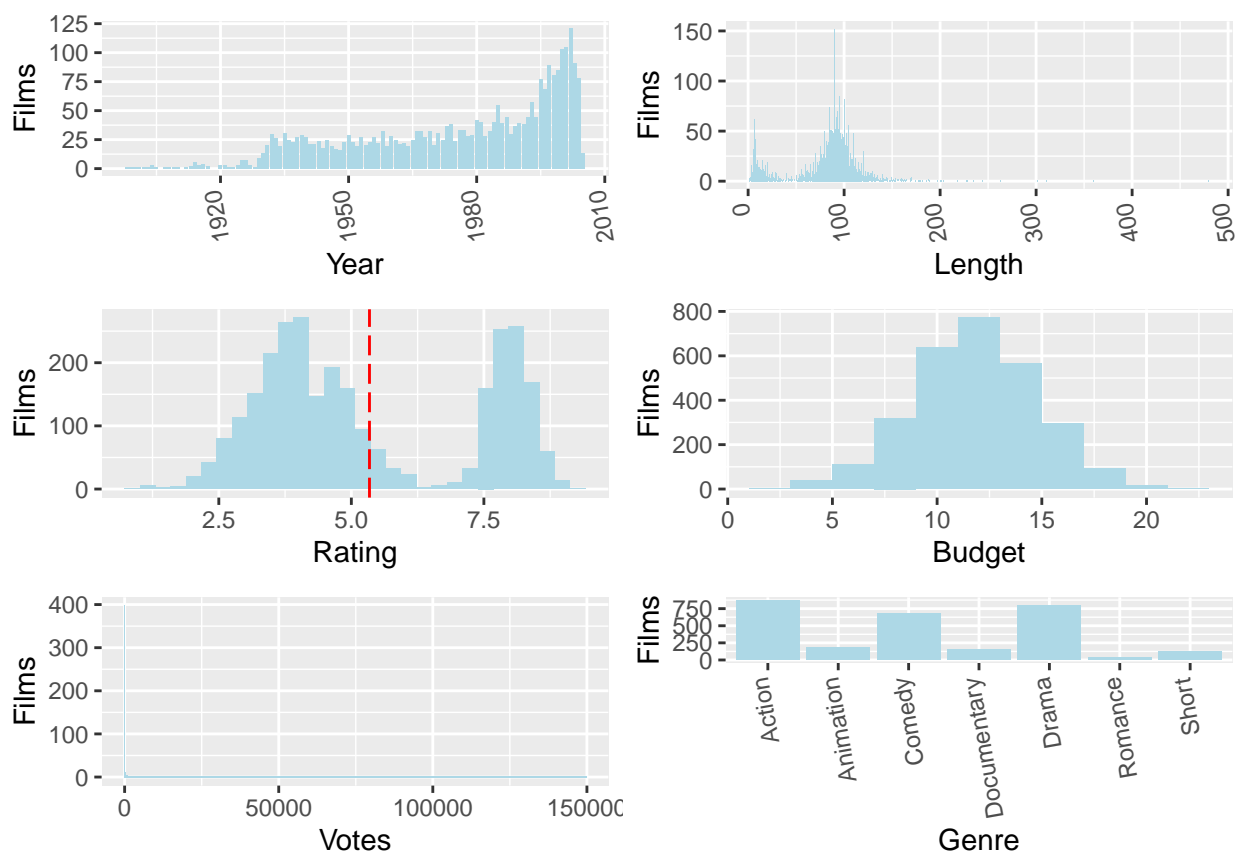 125
100
75
50
25
0
Films
1920
1950
1980
2010
Year
150
100
50
0
Films
0
100
200
300
400
500
Length
200
100
0
Films
2.5
5.0
7.5
Rating
800
600
400
200
0
Films
0
5
10
15
20
Budget
400
300
200
100
0
Films
0
50000
100000
150000
Votes
750
500
250
0
Films
Action
Animation
Comedy
Documentary
Drama
Romance
Short
Genre